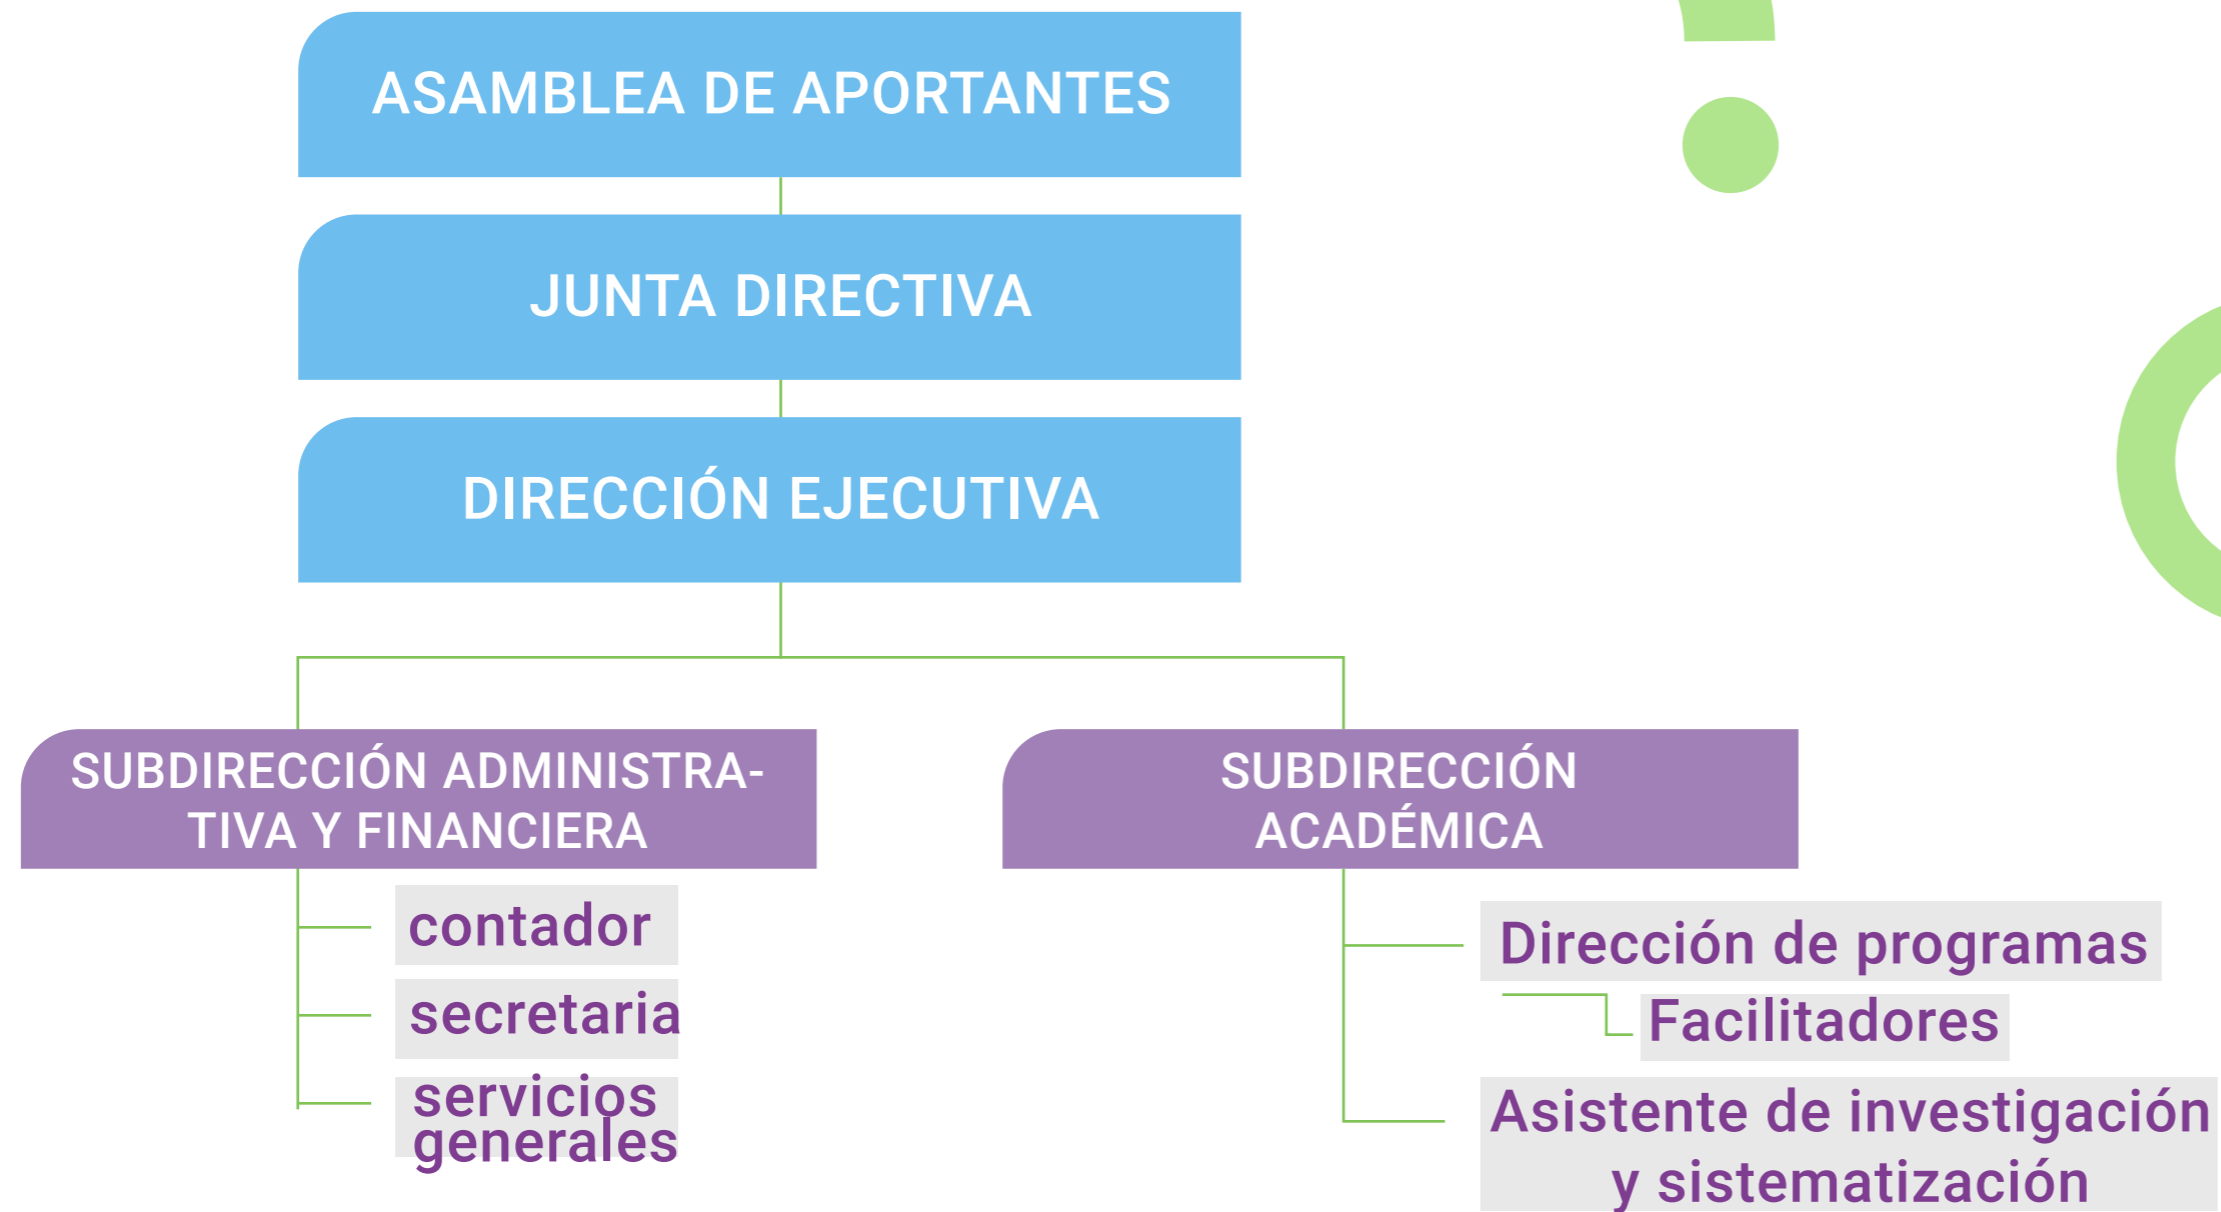 ASAMBLEA DE APORTANTES
JUNTA DIRECTIVA
DIRECCIÓN EJECUTIVA
SUBDIRECCIÓN ADMINISTRA-
TIVA Y FINANCIERA
contador
secretaria
servicios
generales
SUBDIRECCIÓN
ACADÉMICA
Dirección de programas
Facilitadores
Asistente de investigación
y sistematización